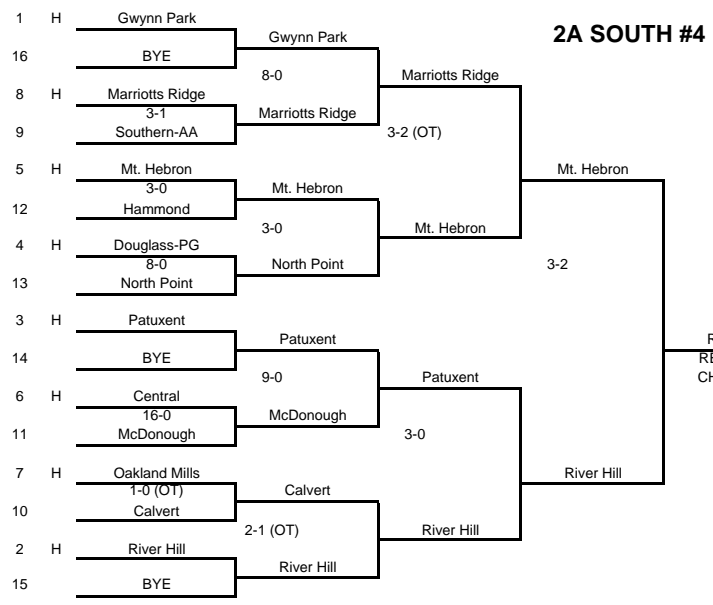 2A SOUTH #4
1 H Gwynn Park
Gwynn Park
16 BYE
8-0
Marriotts Ridge
8 H Marriotts Ridge
3-1
Marriotts Ridge
9 Southern-AA
3-2 (OT)
5 H Mt. Hebron
Mt. Hebron
3-0
Mt. Hebron
12 Hammond
3-0
Mt. Hebron
4 H Douglass-PG
8-0
North Point
3-2
13 North Point
3 H Patuxent
Patuxent
R
14 BYE
RE
9-0
Patuxent
CH
6 H Central
16-0
McDonough
11 McDonough
3-0
7 H Oakland Mills
River Hill
1-0 (OT)
Calvert
10 Calvert
2-1 (OT)
River Hill
2 H River Hill
River Hill
15 BYE